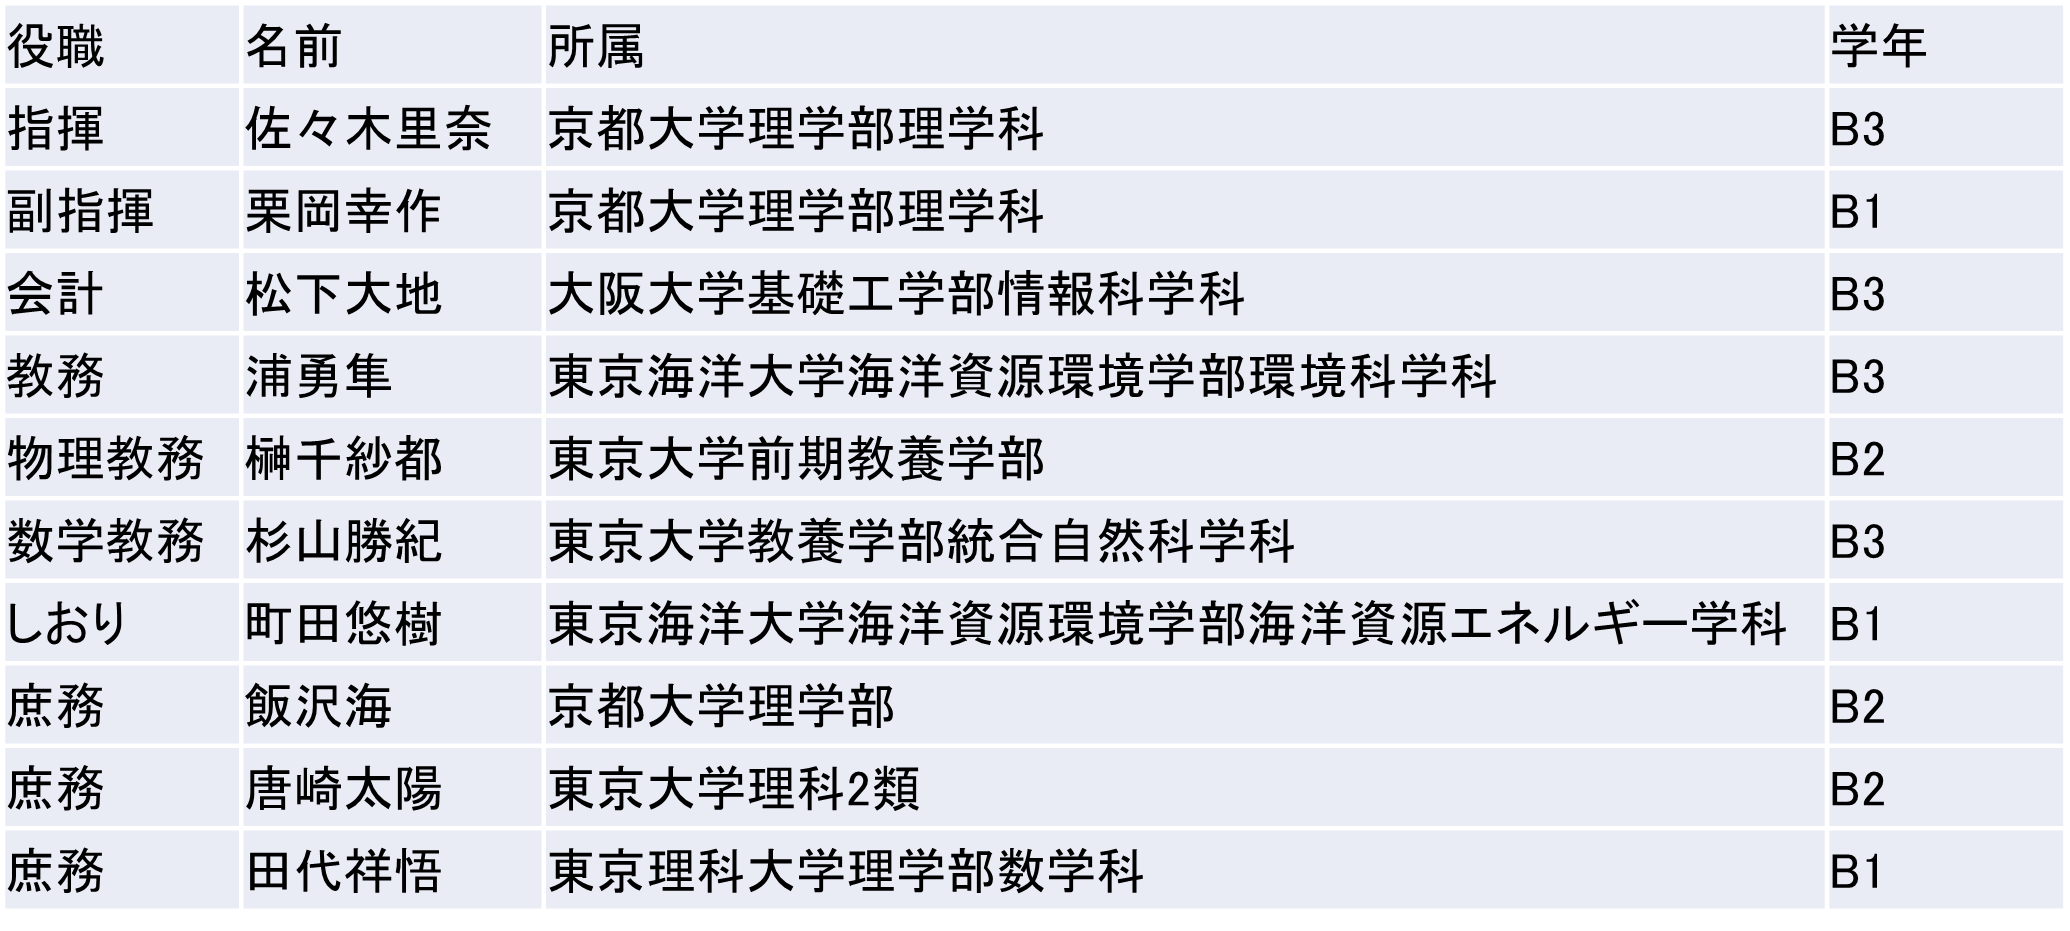 役職 名前 所属 学年
指揮 佐々木里奈 京都大学理学部理学科 B3
副指揮 栗岡幸作 京都大学理学部理学科 B1
会計 松下大地 大阪大学基礎工学部情報科学科 B3
教務 浦勇隼 東京海洋大学海洋資源環境学部環境科学科 B3
物理教務 榊千紗都 東京大学前期教養学部 B2
数学教務 杉山勝紀 東京大学教養学部統合自然科学科 B3
しおり 町田悠樹 東京海洋大学海洋資源環境学部海洋資源エネルギー学科 B1
庶務 飯沢海 京都大学理学部 B2
庶務 唐崎太陽 東京大学理科2類 B2
庶務 田代祥悟 東京理科大学理学部数学科 B1